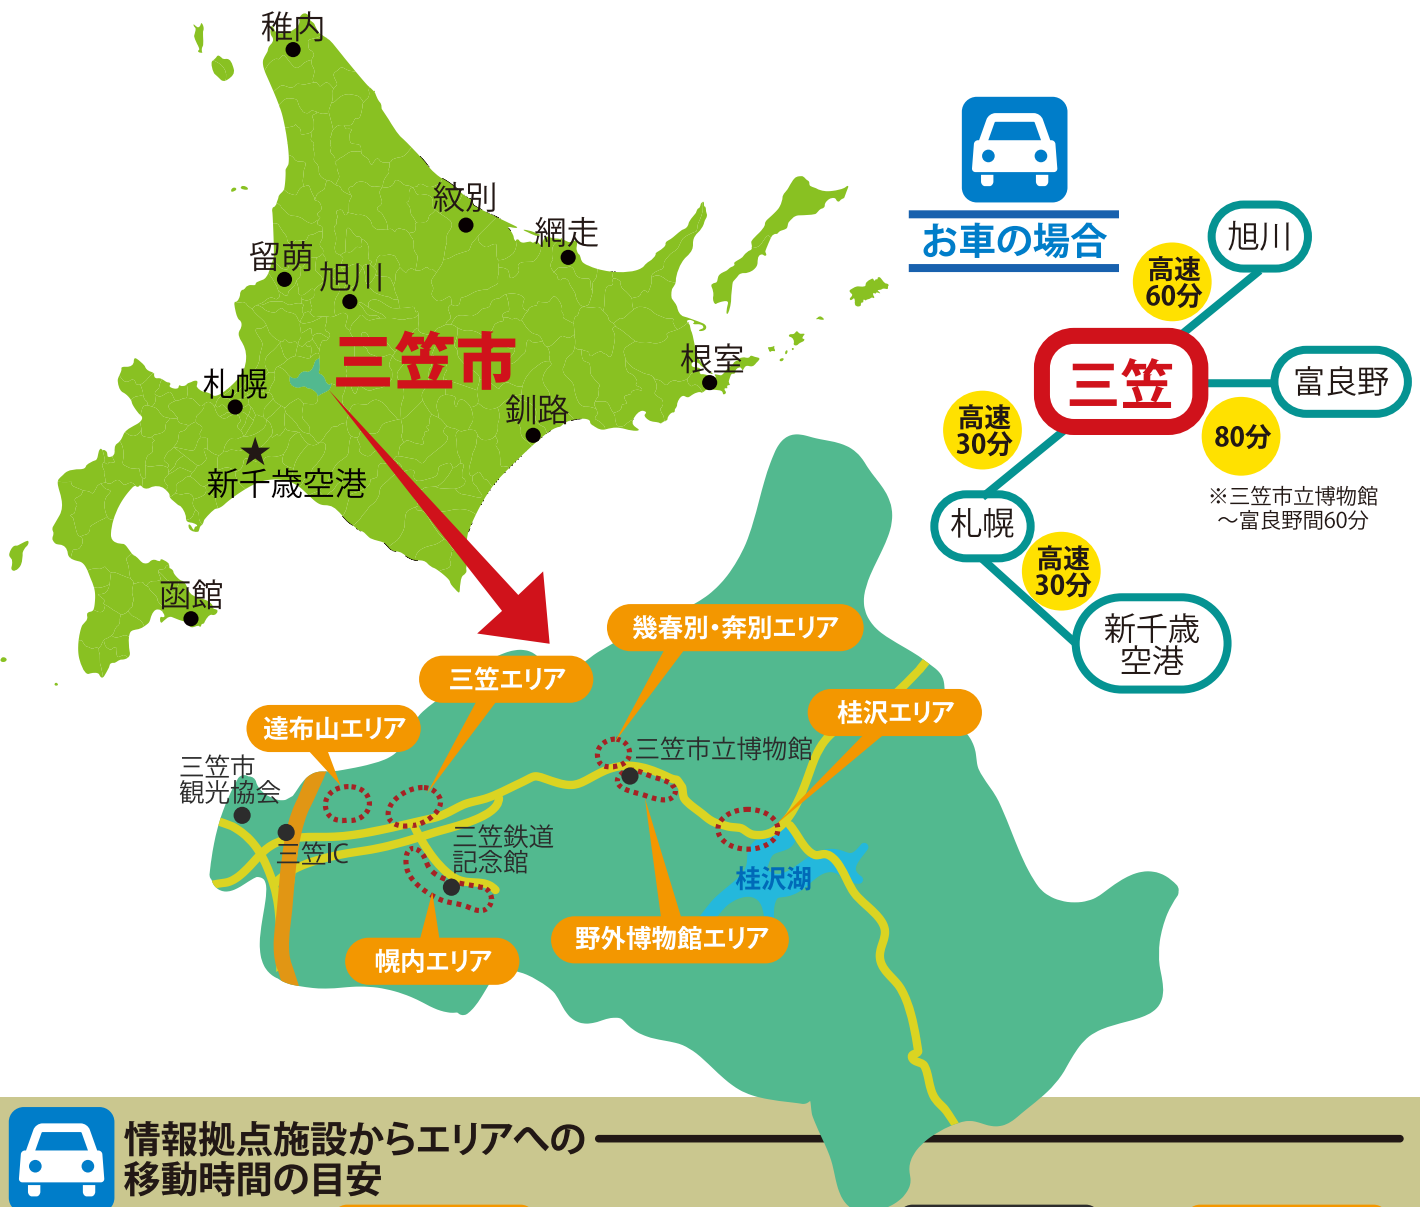 稚内
紋別
網走
留萌
旭川
三笠市
根室
札幌
釧路
新千歳空港
函館
お車の場合
旭川
高速
60分
三笠
富良野
高速
30分
80分
※三笠市立博物館
～富良野間60分
札幌
高速
30分
新千歳
空港
幾春別・奔別エリア
三笠エリア
桂沢エリア
達布山エリア
三笠市立博物館
三笠市
観光協会
三笠IC
三笠鉄道
記念館
桂沢湖
野外博物館エリア
幌内エリア
情報拠点施設からエリアへの
移動時間の目安